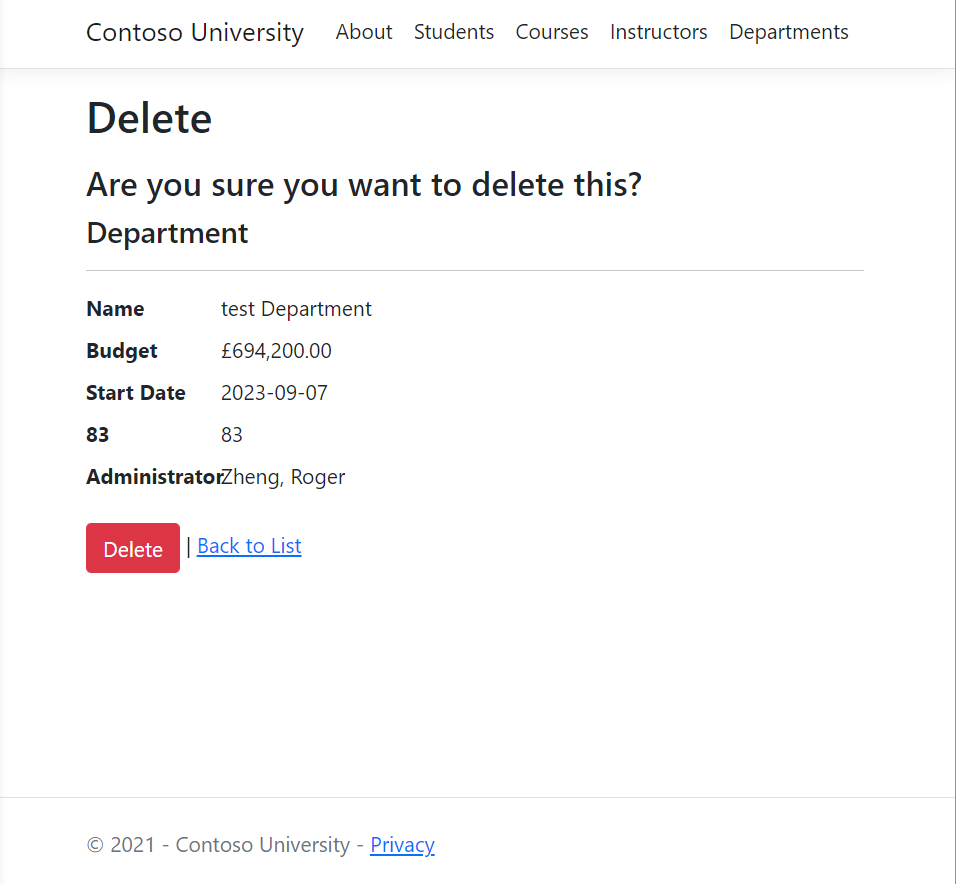 Contoso University About Students Courses Instructors Departments
Delete
Are you sure you want to delete this?
Department
Name test Department
Budget £694,200.00
Start Date 2023-09-07
83 83
Administrator Zheng, Roger
Delete | Back to List
© 2021 - Contoso University - Privacy